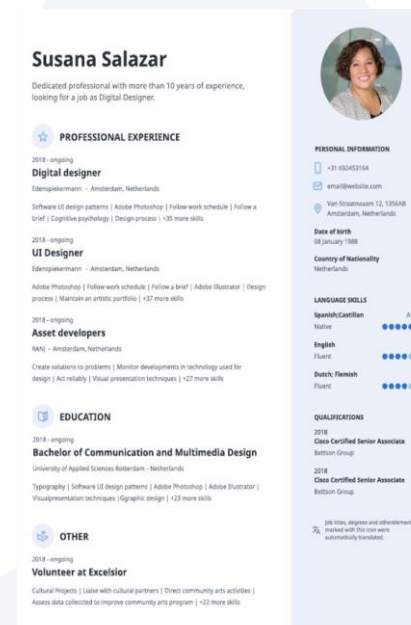 Susana Salazar
Dedicated professional with more than 10 years of experience,
looking for a job as Digital Designer.
PROFESSIONAL EXPERIENCE
2018 - ongoing
Digital designer
Edenspiekermann - Amsterdam, Netherlands
Software UI design patterns | Adobe Photoshop | Follow work schedule | Follow a
brief | Cognitive psychology | Design process | +35 more skills
2018 - ongoing
UI Designer
Edenspiekermann - Amsterdam, Netherlands
Adobe Photoshop | Follow work schedule | Follow a brief | Adobe Illustrator | Design
process | Maintain an artistic portfolio | +37 more skills
2018 - ongoing
Asset developers
RANJ - Amsterdam, Netherlands
Create solutions to problems | Monitor developments in technology used for
design | Act reliably | Visual presentation techniques | +27 more skills
EDUCATION
2018 - ongoing
Bachelor of Communication and Multimedia Design
University of Applied Sciences Rotterdam - Netherlands
Typography | Software UI design patterns | Adobe Photoshop | Adobe Illustrator |
Visualpresentation techniques |Ggraphic design | +23 more skills
OTHER
2018 - ongoing
Volunteer at Excelsior
Cultural Projects | Liaise with cultural partners | Direct community arts activities |
Assess data colleccted to improve community arts program | +22 more skills
PERSONAL INFORMATION
+31 692453164
email@website.com
Van Straatnaaam 12, 1356AB
Amsterdam, Netherlands
Date of birth
08 January 1988
Country of Nationality
Netherlands
LANGUAGE SKILLS
Spanish;Castilian
Native
English
Fluent
Dutch; Flemish
Fluent
QUALIFICATIONS
2018
Cisco Certified Senior Associate
Bettson Group
2018
Cisco Certified Senior Associate
Bettson Group
Job titles, degrees and
marked with this icon were
automatically translated.